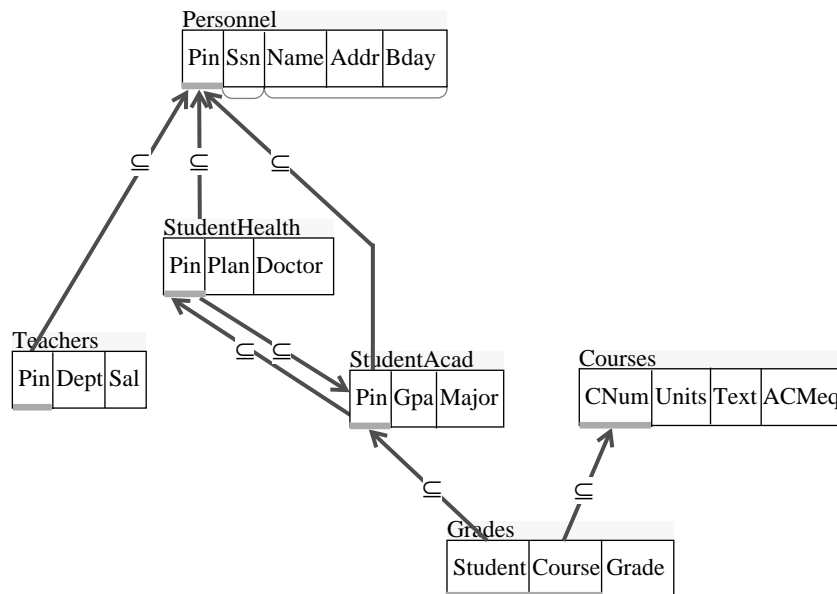 Personnel
Pin Ssn Name Addr Bday
⊆ ⊆ ⊆
StudentHealth
Pin Plan Doctor
Teachers
Pin Dept Sal
⊆ ⊆
StudentAcad
Pin Gpa Major
Courses
CNum Units Text ACMeq
⊆ ⊆
Grades
Student Course Grade